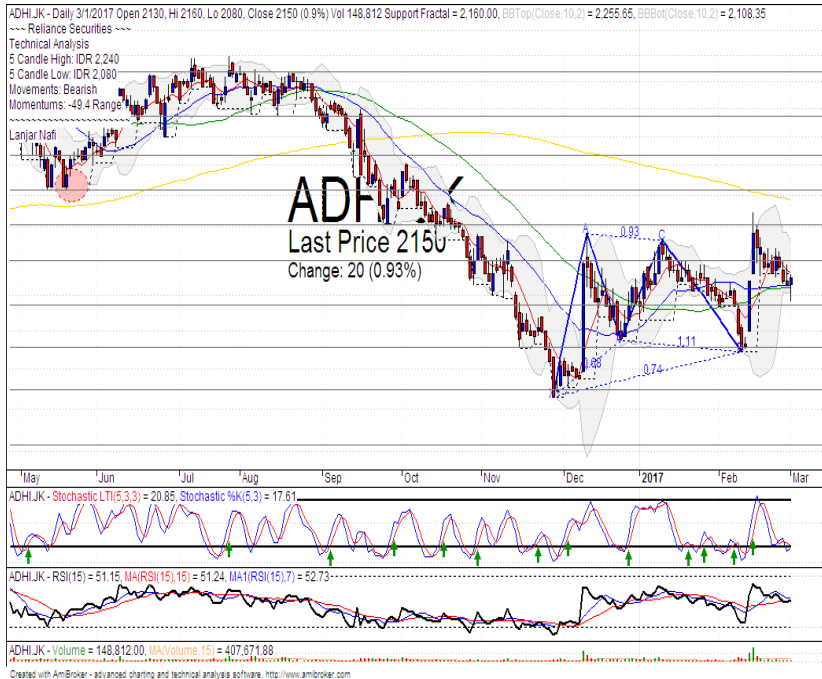 ADHI.JK - Daily 3/1/2017 Open 2130, Hi 2160, Lo 2080, Close 2150 (0.9%) Vol 148,812 Support Fractal = 2,160.00, BBTop(Close,10,2) = 2,255.65, BBBot(Close,10,2) = 2,108.35
~~~ Reliance Securities ~~~
Technical Analysis
5 Candle High: IDR 2,240
5 Candle Low: IDR 2,080
Movements: Bearish
Momentums: -49.4 Range
~~~~~~~~~~~~~~~~~~~~
Lanjar Nafi
Last Price 2150
Change: 20 (0.93%)
A 0.93 C
1.11
0.68
0.74
X
May Jun Jul Aug Sep Oct Nov Dec 2017 Feb Mar
ADHI.JK - Stochastic LTI(5,3,3) = 20.85, Stochastic %K(5,3) = 17.61
ADHI.JK - RSI(15) = 51.15, MA(RSI(15),15) = 51.24, MA1(RSI(15),7) = 52.73
ADHI.JK - Volume = 148,812.00, MA(Volume,15) = 407,671.88
Created with AmiBroker - advanced charting and technical analysis software. http://www.amibroker.com